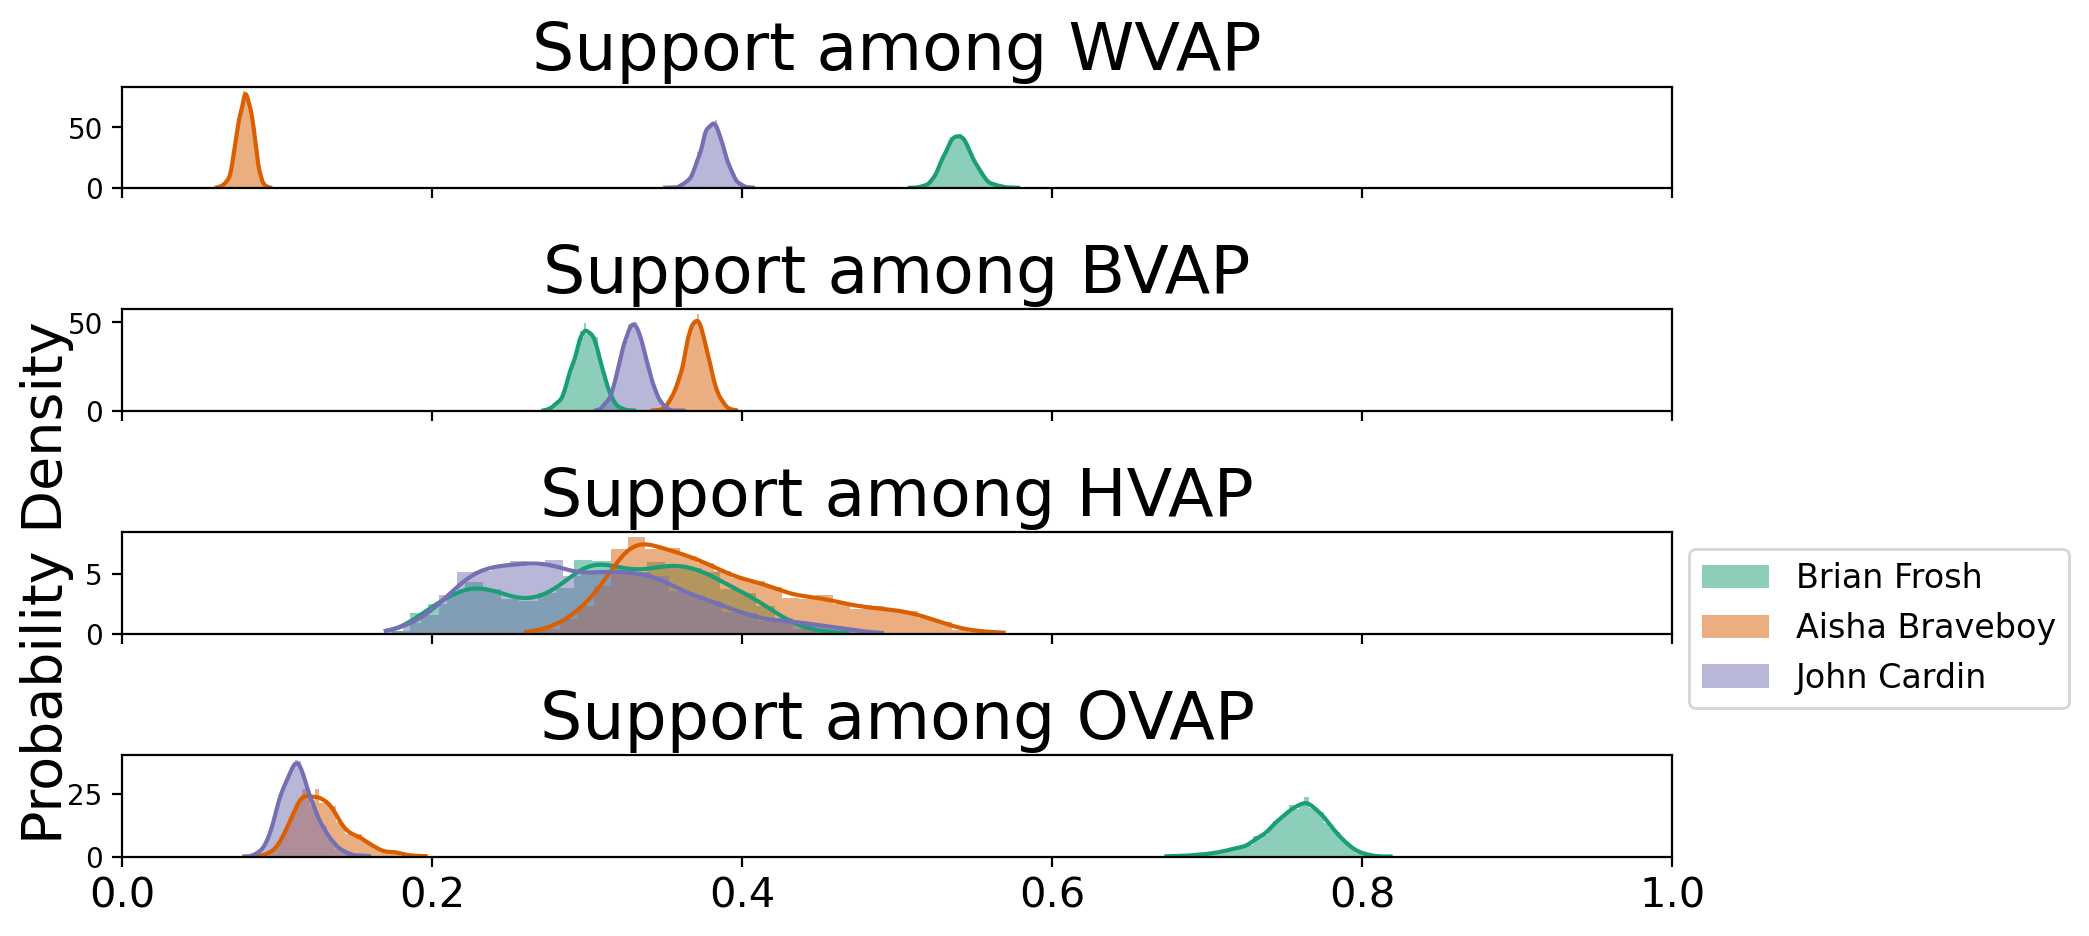 Support among WVAP
50
0
Support among BVAP
50
0
Support among HVAP
5
0
Support among OVAP
25
0
0.0 0.2 0.4 0.6 0.8 1.0
Probability Density
Brian Frosh
Aisha Braveboy
John Cardin